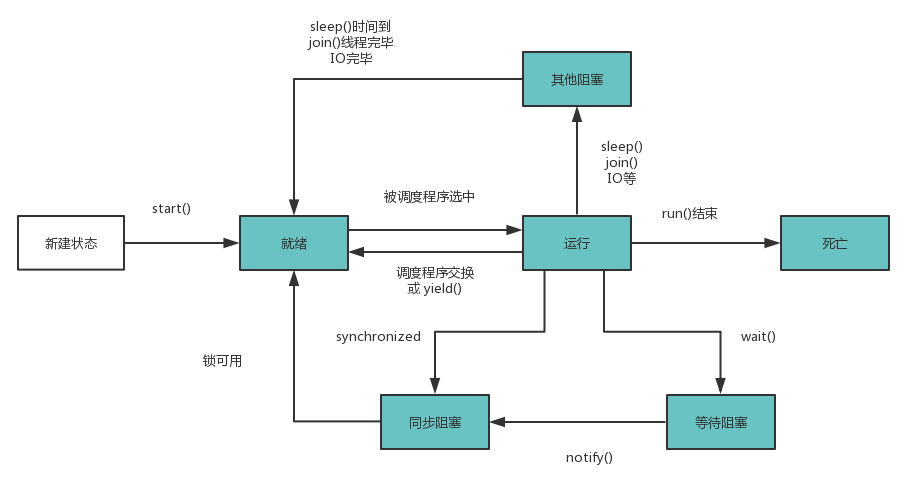 sleep()时间到
join()线程完毕
IO完毕
其他阻塞
sleep()
join()
IO等
被调度程序选中
start()
run()结束
新建状态
就绪
运行
死亡
调度程序交换
或 yield()
synchronized
wait()
锁可用
同步阻塞
等待阻塞
notify()